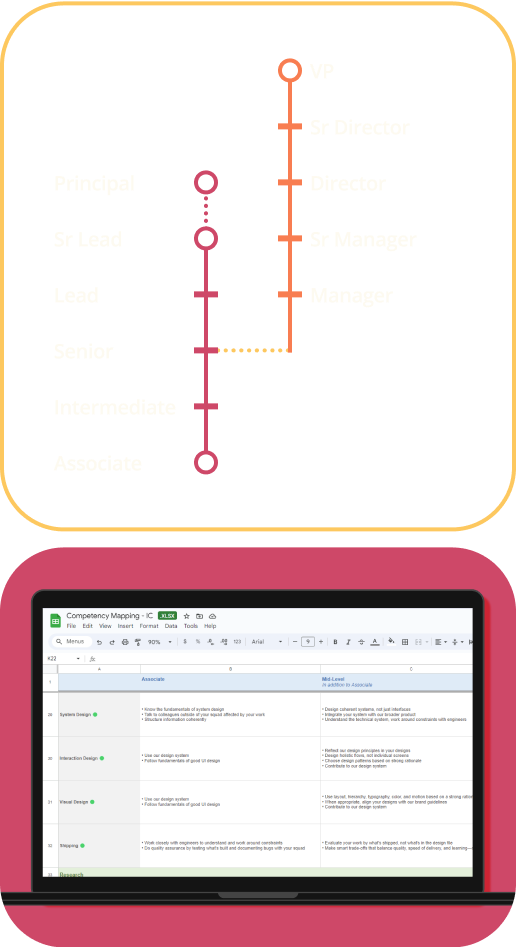 VP
Sr Director
Principal
Director
Sr Lead
Sr Manager
Lead
Manager
Senior
Intermediate
Associate
Competency Mapping - IC .XLSX
File Edit View Insert Format Data Tools Help
Menus 90% $ % .0 .00 123 Arial − 9 + B I A
K22 fx
A B C
1 Associate Mid-Level
In addition to Associate
• Know the fundamentals of system design
• Talk to colleagues outside of your squad affected by your work
• Structure information coherently
• Design coherent systems, not just interfaces
• Integrate your system with our broader product
• Understand the technical system, work around constraints with engineers
System Design
• Use our design system
• Follow fundamentals of good UI design
• Reflect our design principles in your designs
• Design holistic flows, not individual screens
• Choose design patterns based on strong rationale
• Contribute to our design system
30 Interaction Design
• Use our design system
• Follow fundamentals of good UI design
• Use layout, hierarchy, typography, color, and motion based on a strong
• When appropriate, align your designs with our brand guidelines
• Contribute to our design system
31 Visual Design
• Work closely with engineers to understand and work around constraints
• Do quality assurance by testing what's built and documenting bugs with your squad
• Evaluate your work by what's shipped, not what's in the design file
• Make smart trade-offs that balance quality, speed of delivery, and learning—
32 Shipping
33 Research